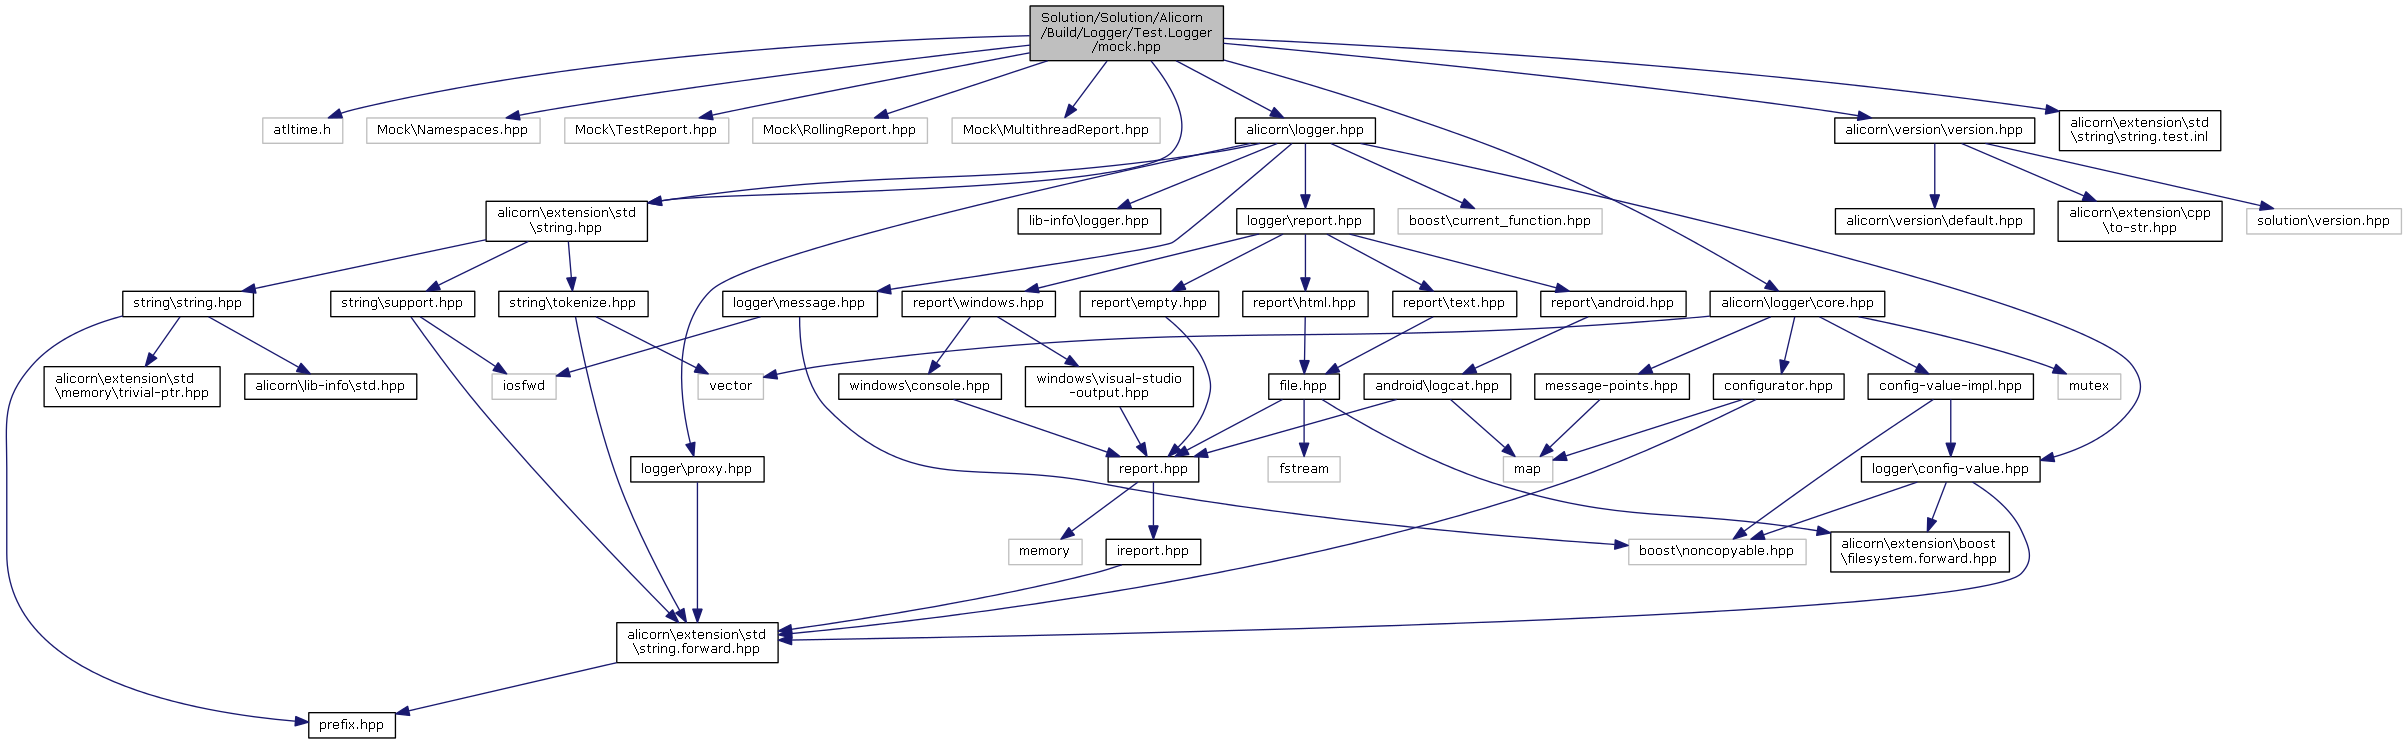 Solution/Solution/Alicorn
/Build/Logger/Test.Logger
/mock.hpp
atltime.h
Mock\Namespaces.hpp
Mock\TestReport.hpp
Mock\RollingReport.hpp
Mock\MultithreadReport.hpp
alicorn\logger.hpp
alicorn\version\version.hpp
alicorn\extension\std
\string\string.test.inl
alicorn\extension\std
\string.hpp
lib-info\logger.hpp
logger\report.hpp
boost\current_function.hpp
alicorn\version\default.hpp
alicorn\extension\cpp
\to-str.hpp
solution\version.hpp
string\string.hpp
string\support.hpp
string\tokenize.hpp
logger\message.hpp
report\windows.hpp
report\empty.hpp
report\html.hpp
report\text.hpp
report\android.hpp
alicorn\logger\core.hpp
alicorn\extension\std
\memory\trivial-ptr.hpp
alicorn\lib-info\std.hpp
iosfwd
vector
windows\console.hpp
windows\visual-studio
-output.hpp
file.hpp
android\logcat.hpp
message-points.hpp
configurator.hpp
config-value-impl.hpp
mutex
logger\proxy.hpp
report.hpp
fstream
map
logger\config-value.hpp
memory
ireport.hpp
boost\noncopyable.hpp
alicorn\extension\boost
\filesystem.forward.hpp
alicorn\extension\std
\string.forward.hpp
prefix.hpp